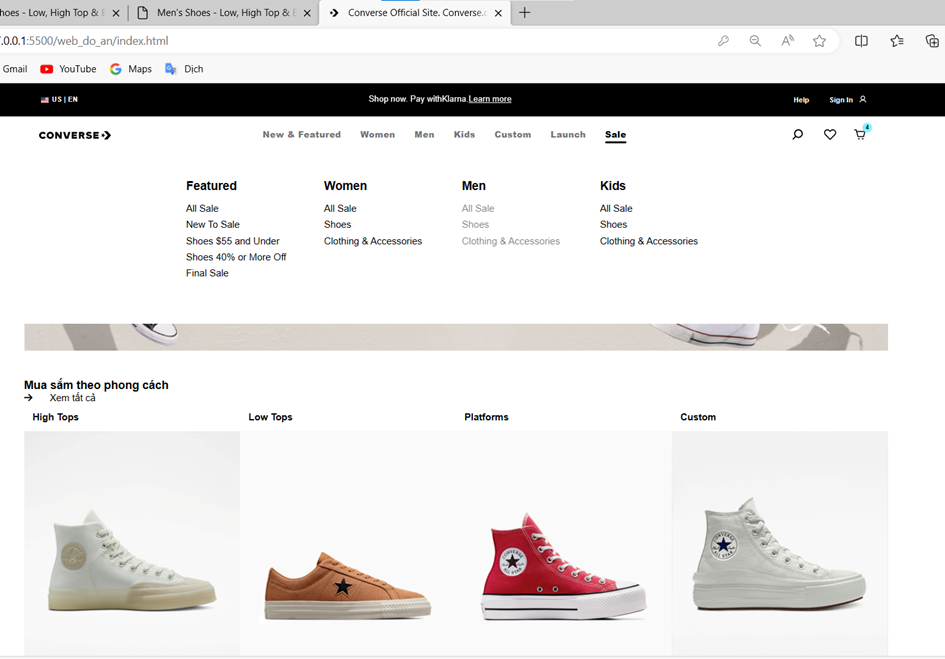 hoes - Low, High Top & E
Men's Shoes - Low, High Top & E
Converse Official Site. Converse.c
.0.0.1:5500/web_do_an/index.html
A
Gmail YouTube Maps Dịch
US | EN
Shop now. Pay withKlarna.Learn more
Help Sign In
CONVERSE
New & Featured Women Men Kids Custom Launch Sale
4
Featured Women Men Kids
All Sale All Sale All Sale All Sale
New To Sale Shoes Shoes Shoes
Shoes $55 and Under Clothing & Accessories Clothing & Accessories Clothing & Accessories
Shoes 40% or More Off
Final Sale
Mua sắm theo phong cách
→ Xem tất cả
High Tops Low Tops Platforms Custom
CONVERSE
ALL STAR
CONVERSE
ALL STAR